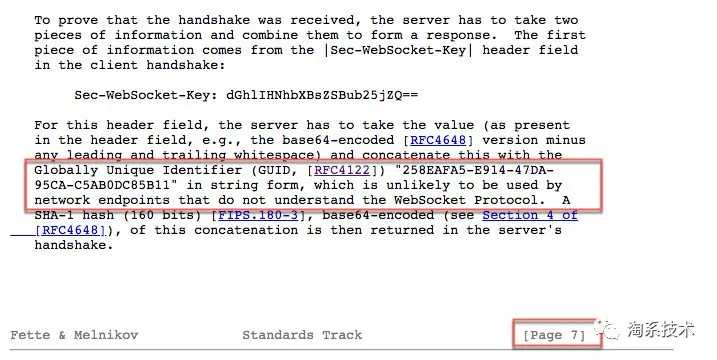 To prove that the handshake was received, the server has to take two
pieces of information and combine them to form a response.  The first
piece of information comes from the |Sec-WebSocket-Key| header field
in the client handshake:
Sec-WebSocket-Key: dGhlIHNhbXBsZSBub25jZQ==
For this header field, the server has to take the value (as present
in the header field, e.g., the base64-encoded [RFC4648] version minus
any leading and trailing whitespace) and concatenate this with the
Globally Unique Identifier (GUID, [RFC4122]) "258EAFA5-E914-47DA-
95CA-C5AB0DC85B11" in string form, which is unlikely to be used by
network endpoints that do not understand the WebSocket Protocol.  A
SHA-1 hash (160 bits) [FIPS.180-3], base64-encoded (see Section 4 of
[RFC4648]), of this concatenation is then returned in the server's
handshake.
Fette & Melnikov Standards Track [Page 7]
淘系技术